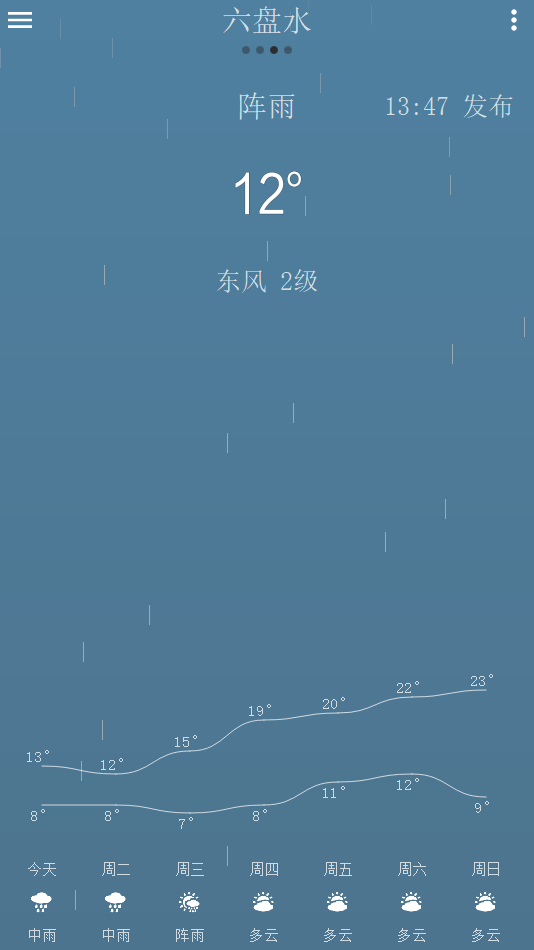 六盘水
阵雨
13:47 发布
12°
东风 2级
13° 12° 15° 19° 20° 22° 23°
8° 8° 7° 8° 11° 12° 9°
今天 周二 周三 周四 周五 周六 周日
中雨 中雨 阵雨 多云 多云 多云 多云